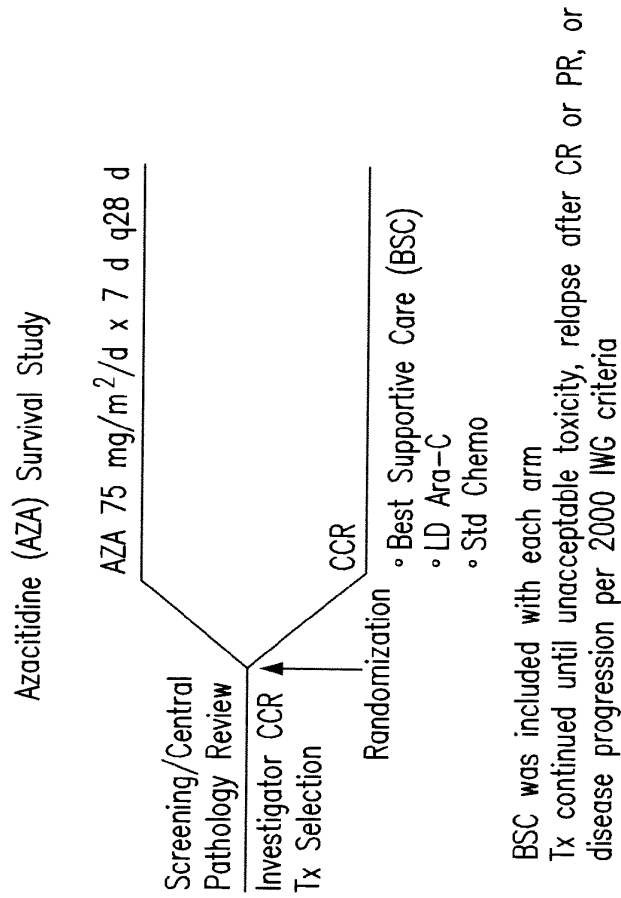 Azacitidine (AZA) Survival Study
Screening/Central
Pathology Review
Investigator CCR
Tx Selection
Randomization
AZA 75 mg/m²/d x 7 d q28 d
CCR
° Best Supportive Care (BSC)
° LD Ara-C
° Std Chemo
BSC was included with each arm
Tx continued until unacceptable toxicity, relapse after CR or PR, or
disease progression per 2000 IWG criteria